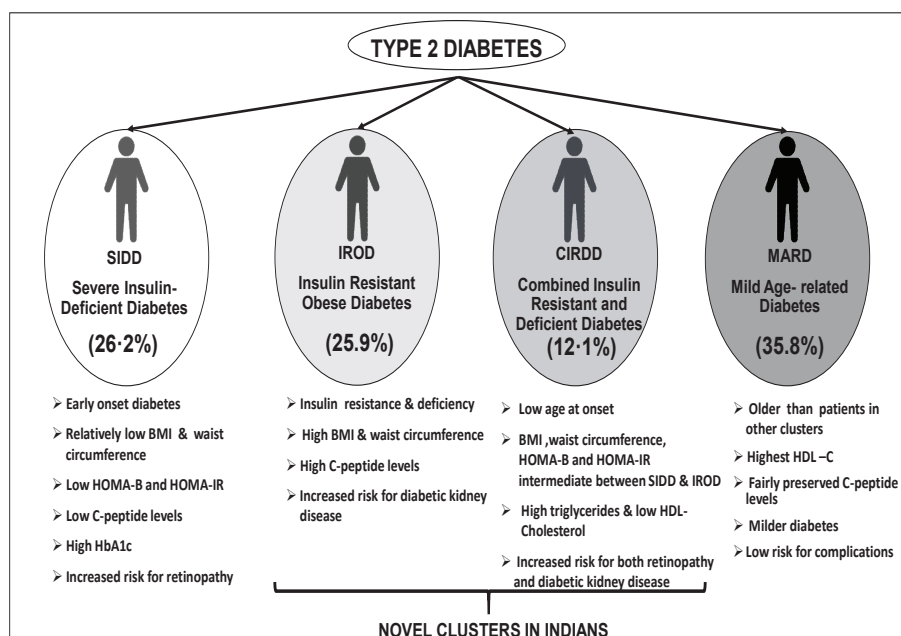 TYPE 2 DIABETES
SIDD
Severe Insulin-
Deficient Diabetes
(26·2%)
➢ Early onset diabetes
➢ Relatively low BMI & waist
circumference
➢ Low HOMA-B and HOMA-IR
➢ Low C-peptide levels
➢ High HbA1c
➢ Increased risk for retinopathy
IROD
Insulin Resistant
Obese Diabetes
(25.9%)
➢ Insulin resistance & deficiency
➢ High BMI & waist circumference
➢ High C-peptide levels
➢ Increased risk for diabetic kidney
disease
CIRDD
Combined Insulin
Resistant and
Deficient Diabetes
(12·1%)
➢ Low age at onset
➢ BMI ,waist circumference,
HOMA-B and HOMA-IR
intermediate between SIDD & IROD
➢ High triglycerides & low HDL-
Cholesterol
➢ Increased risk for both retinopathy
and diabetic kidney disease
MARD
Mild Age- related
Diabetes
(35.8%)
➢ Older than patients in
other clusters
➢ Highest HDL –C
➢ Fairly preserved C-peptide
levels
➢ Milder diabetes
➢ Low risk for complications
NOVEL CLUSTERS IN INDIANS